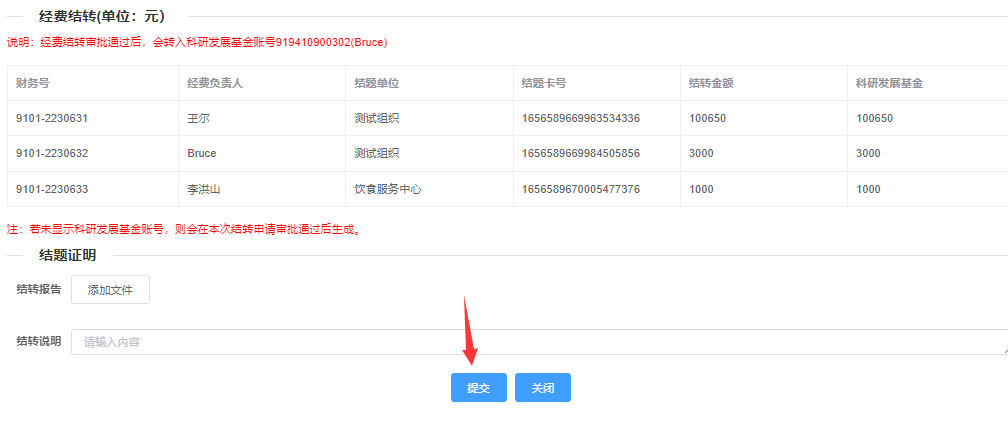 经费结转(单位：元)
说明：经费结转审批通过后，会转入科研发展基金账号919410900302(Bruce)
财务号 经费负责人 结题单位 结题卡号 结转金额 科研发展基金
9101-2230631 玊尔 测试组织 1656589669963534336 100650 100650
9101-2230632 Bruce 测试组织 1656589669984505856 3000 3000
9101-2230633 李洪山 饮食服务中心 1656589670005477376 1000 1000
注：若未显示科研发展基金账号，则会在本次结转申请审批通过后生成。
结题证明
结转报告 添加文件
结转说明 请输入内容
提交 关闭